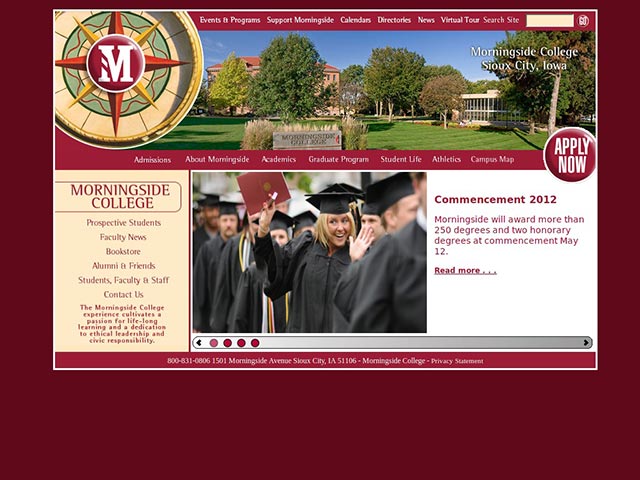 Events & Programs Support Morningside Calendars Directories News Virtual Tour Search Site GO
M
Morningside College
Sioux City, Iowa
MORNINGSIDE
COLLEGE
APPLY
NOW
Admissions About Morningside Academics Graduate Program Student Life Athletics Campus Map
MORNINGSIDE
COLLEGE
Prospective Students
Faculty News
Bookstore
Alumni & Friends
Students, Faculty & Staff
Contact Us
The Morningside College
experience cultivates a
passion for life-long
learning and a dedication
to ethical leadership and
civic responsibility.
Commencement 2012
Morningside will award more than
250 degrees and two honorary
degrees at commencement May
12.
Read more . . .
800-831-0806 1501 Morningside Avenue Sioux City, IA 51106 - Morningside College - Privacy Statement